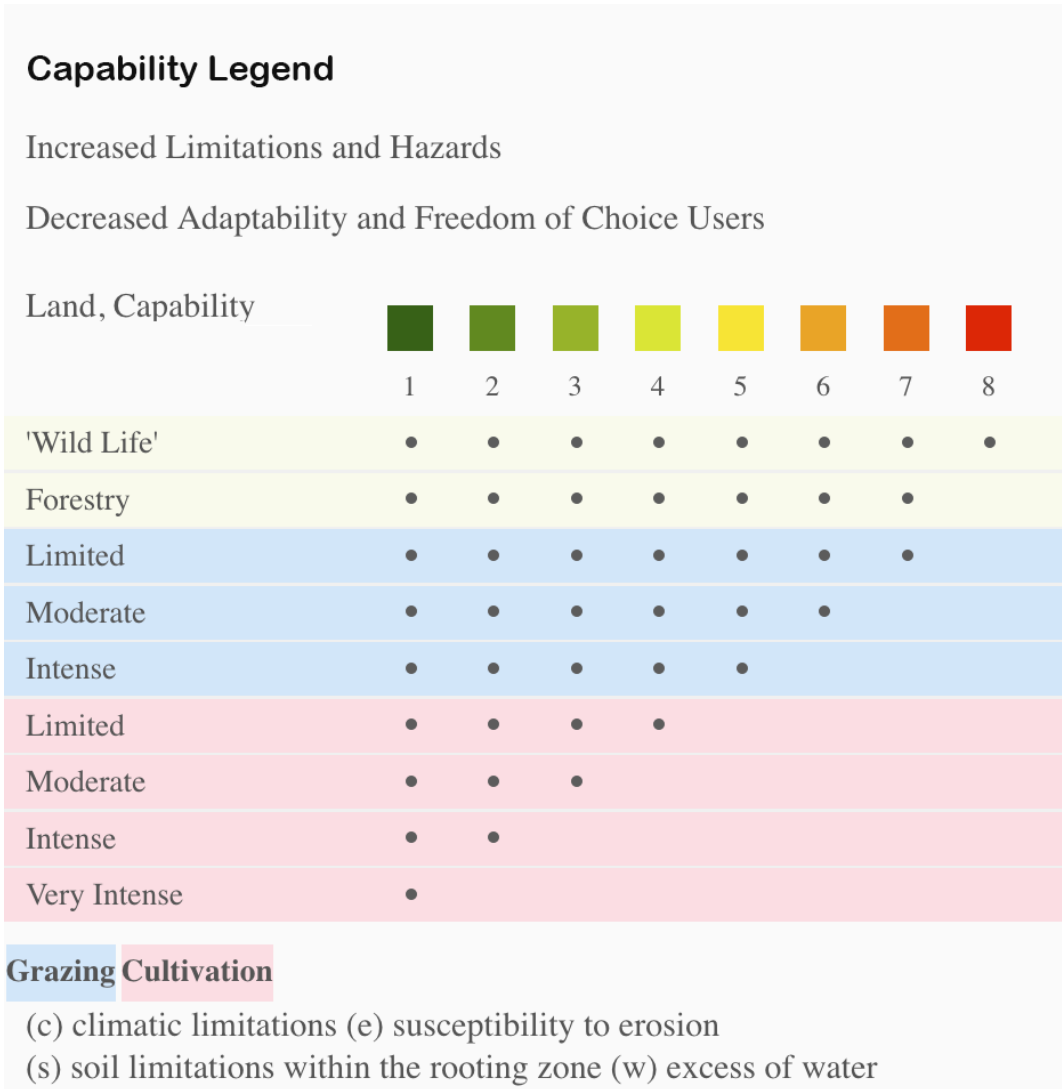 Capability Legend
Increased Limitations and Hazards
Decreased Adaptability and Freedom of Choice Users
Land, Capability
1 2 3 4 5 6 7 8
'Wild Life' • • • • • • • •
Forestry • • • • • • •
Limited • • • • • • •
Moderate • • • • • •
Intense • • • • •
Limited • • • •
Moderate • • •
Intense • •
Very Intense •
Grazing Cultivation
(c) climatic limitations (e) susceptibility to erosion
(s) soil limitations within the rooting zone (w) excess of water